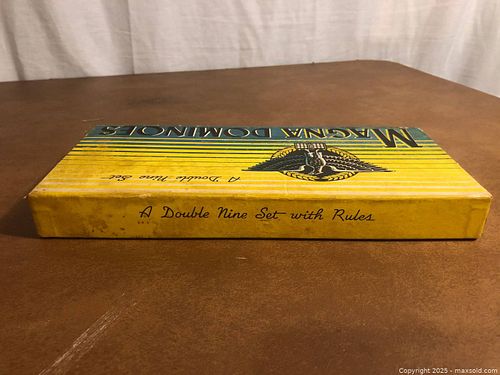 MAGNA DOMINOES
A Double Nine Set
A Double Nine Set with Rules
Copyright 2025 - maxsold.com